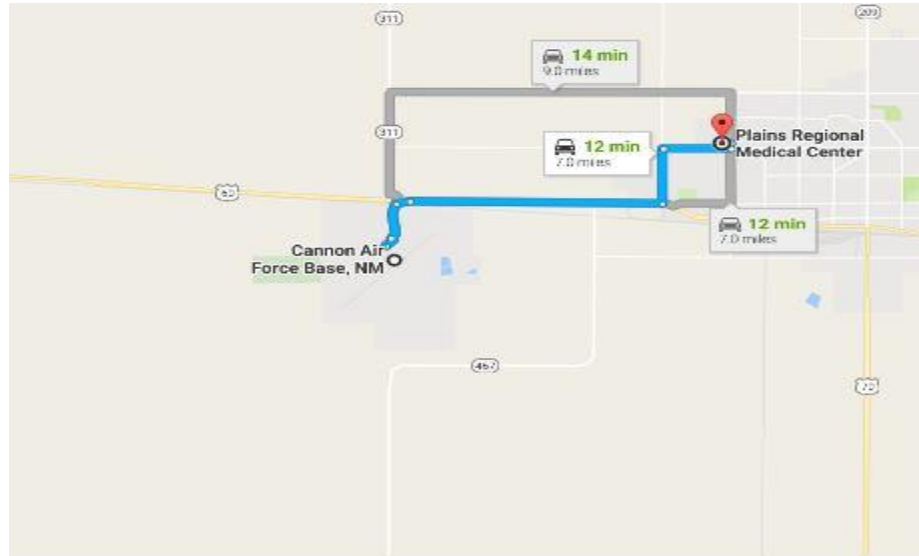 311
209
14 min
9.0 miles
311
12 min
7.0 miles
Plains Regional
Medical Center
60
12 min
7.0 miles
Cannon Air
Force Base, NM
467
70